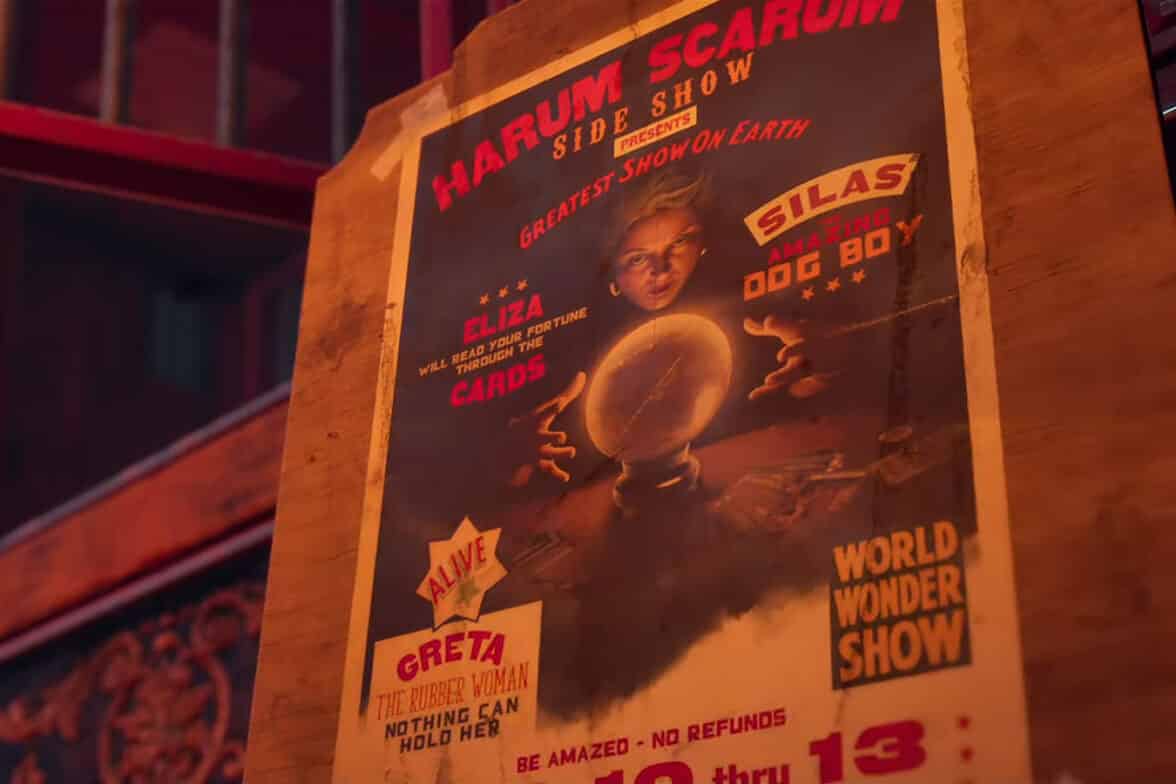 HARUM SCARUM
SIDE SHOW
PRESENTS
GREATEST SHOW ON EARTH
SILAS
AMAZING
DOG BOY
ELIZA
WILL READ YOUR FORTUNE
THROUGH THE
CARDS
ALIVE
GRETA
THE RUBBER WOMAN
NOTHING CAN
HOLD HER
WORLD
WONDER
SHOW
BE AMAZED - NO REFUNDS
thru 13